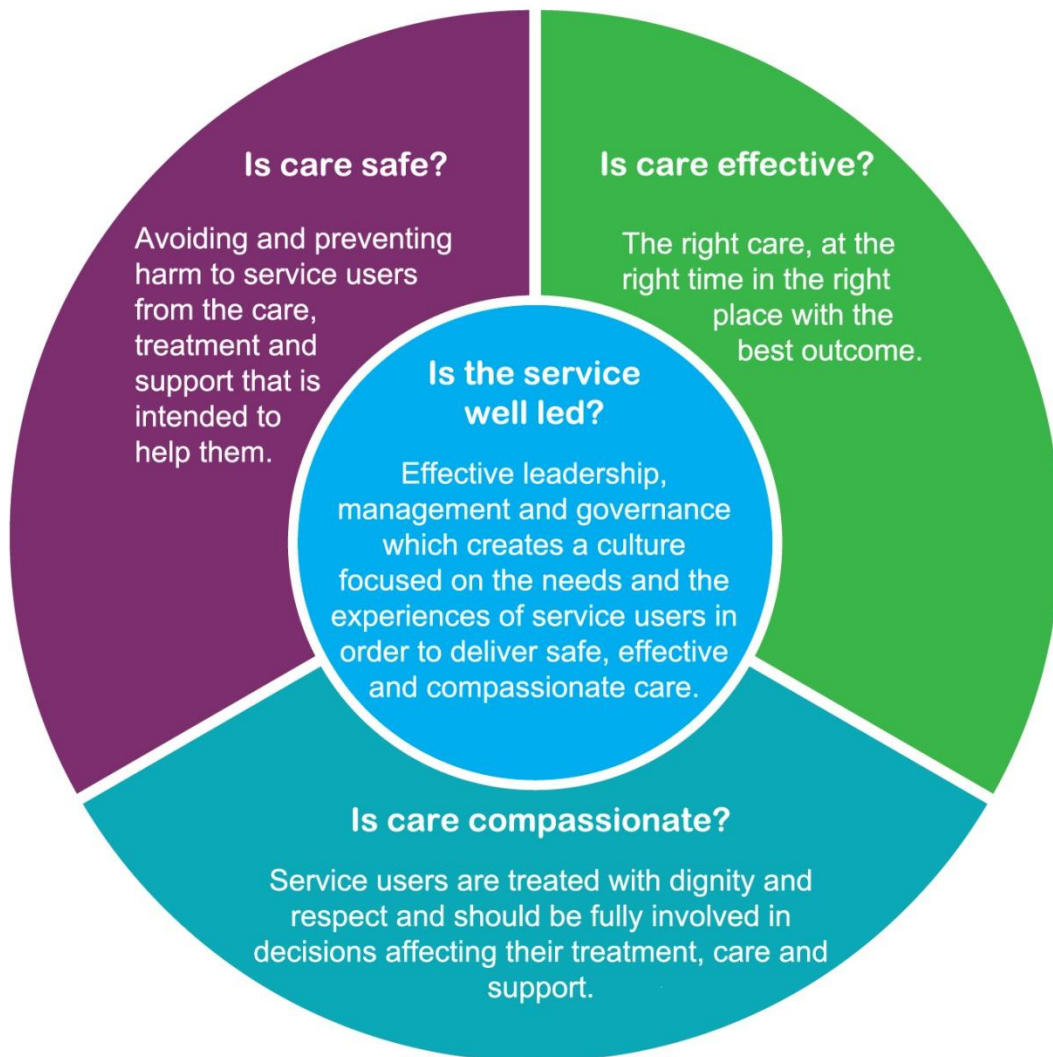 Is care safe?
Avoiding and preventing
harm to service users
from the care,
treatment and
support that is
intended to
help them.
Is care effective?
The right care, at the
right time in the right
place with the
best outcome.
Is the service
well led?
Effective leadership,
management and governance
which creates a culture
focused on the needs and the
experiences of service users in
order to deliver safe, effective
and compassionate care.
Is care compassionate?
Service users are treated with dignity and
respect and should be fully involved in
decisions affecting their treatment, care and
support.